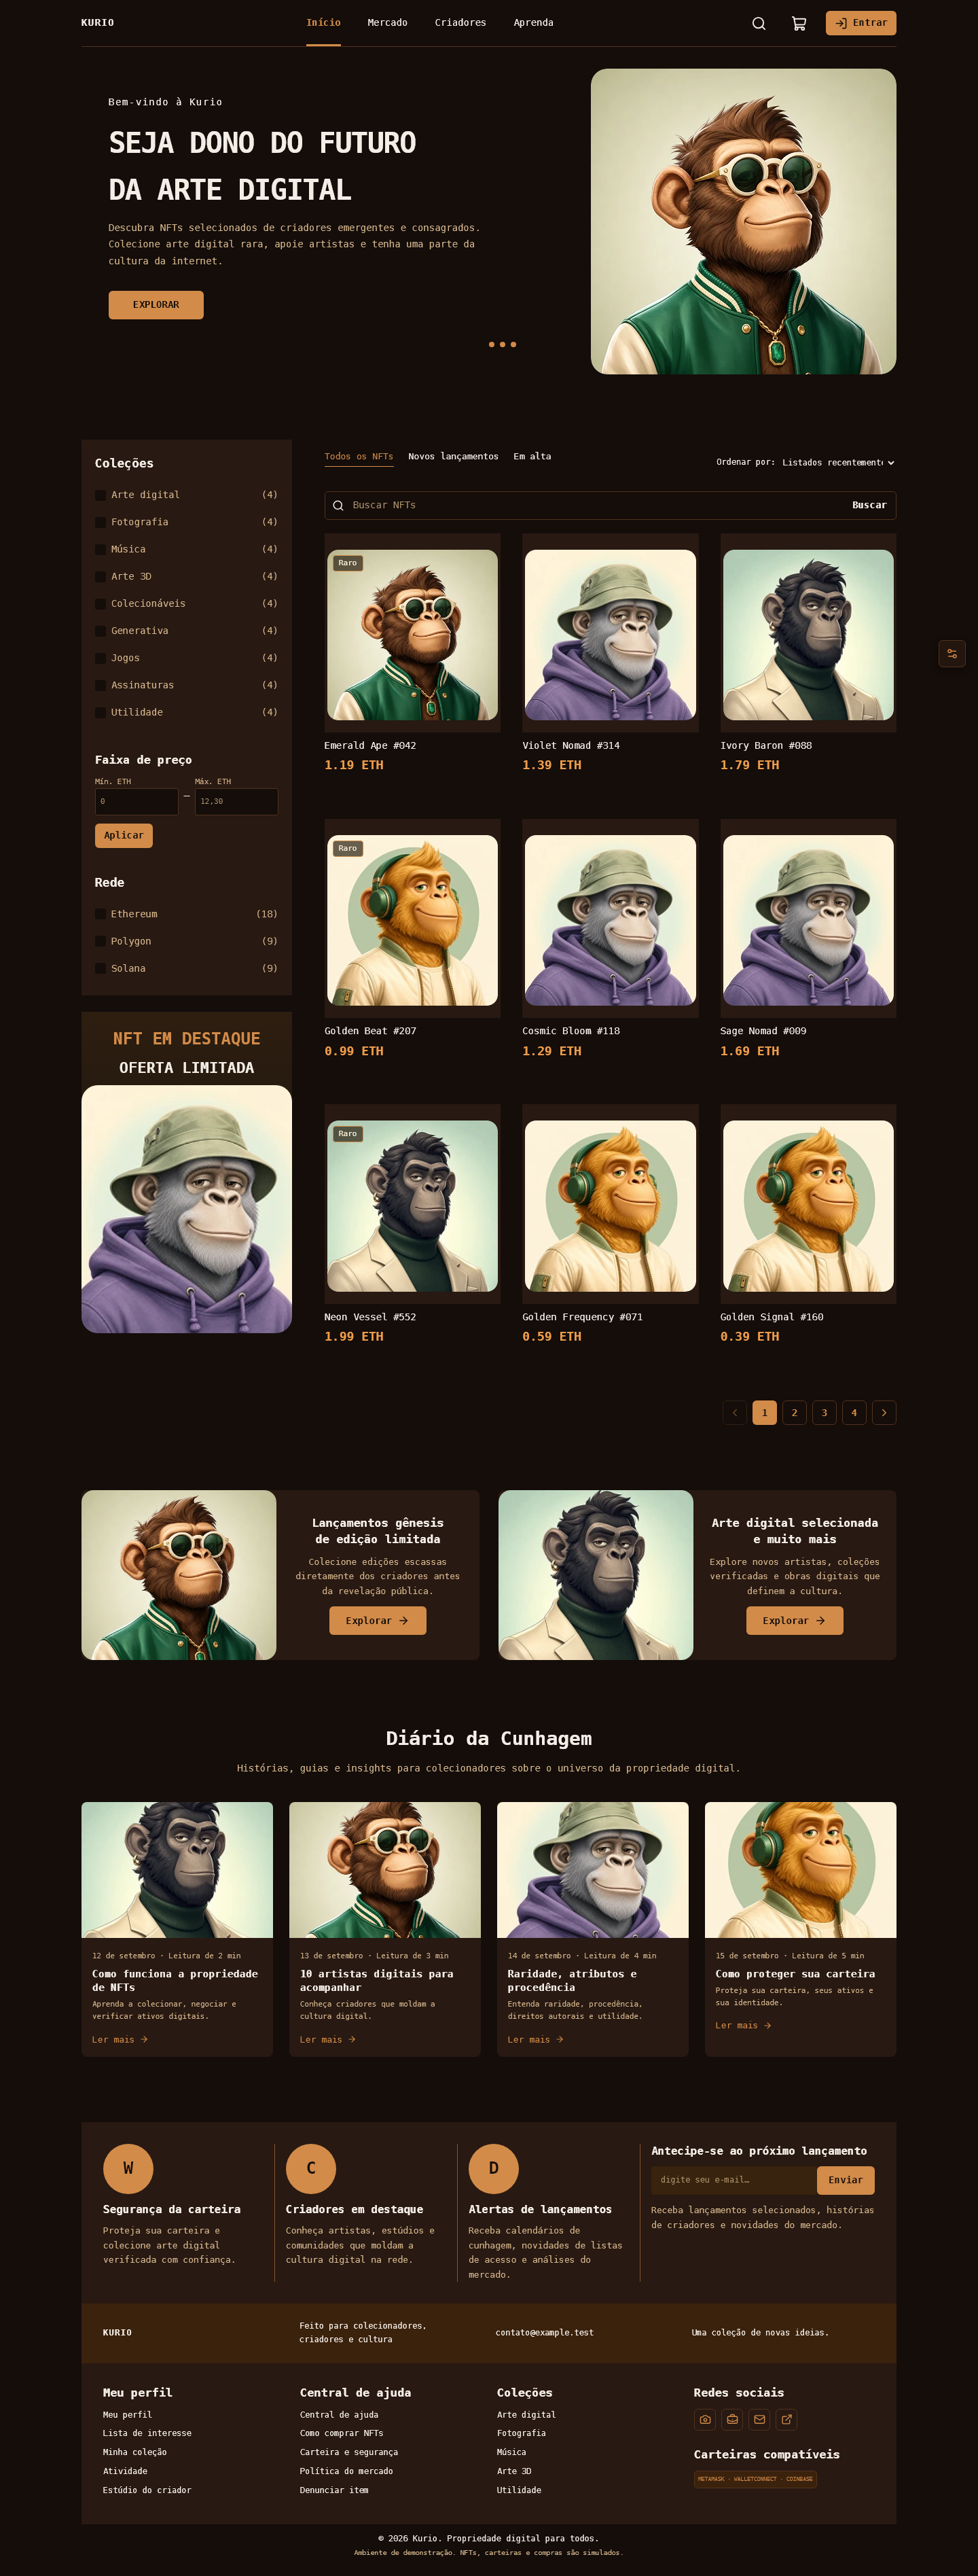 KURIO
Início
Mercado
Criadores
Aprenda
Entrar
Bem-vindo à Kurio
SEJA DONO DO FUTURO
DA ARTE DIGITAL
Descubra NFTs selecionados de criadores emergentes e consagrados.
Colecione arte digital rara, apoie artistas e tenha uma parte da
cultura da internet.
EXPLORAR
Coleções
Arte digital (4)
Fotografia (4)
Música (4)
Arte 3D (4)
Colecionáveis (4)
Generativa (4)
Jogos (4)
Assinaturas (4)
Utilidade (4)
Faixa de preço
Mín. ETH
Máx. ETH
0
—
12,30
Aplicar
Rede
Ethereum (18)
Polygon (9)
Solana (9)
NFT EM DESTAQUE
OFERTA LIMITADA
Todos os NFTs
Novos lançamentos
Em alta
Ordenar por: Listados recentemente
Buscar NFTs
Buscar
Raro
Emerald Ape #042
1.19 ETH
Violet Nomad #314
1.39 ETH
Ivory Baron #088
1.79 ETH
Raro
Golden Beat #207
0.99 ETH
Cosmic Bloom #118
1.29 ETH
Sage Nomad #009
1.69 ETH
Raro
Neon Vessel #552
1.99 ETH
Golden Frequency #071
0.59 ETH
Golden Signal #160
0.39 ETH
1
2
3
4
Lançamentos gênesis
de edição limitada
Colecione edições escassas
diretamente dos criadores antes
da revelação pública.
Explorar
Arte digital selecionada
e muito mais
Explore novos artistas, coleções
verificadas e obras digitais que
definem a cultura.
Explorar
Diário da Cunhagem
Histórias, guias e insights para colecionadores sobre o universo da propriedade digital.
12 de setembro · Leitura de 2 min
Como funciona a propriedade
de NFTs
Aprenda a colecionar, negociar e
verificar ativos digitais.
Ler mais
13 de setembro · Leitura de 3 min
10 artistas digitais para
acompanhar
Conheça criadores que moldam a
cultura digital.
Ler mais
14 de setembro · Leitura de 4 min
Raridade, atributos e
procedência
Entenda raridade, procedência,
direitos autorais e utilidade.
Ler mais
15 de setembro · Leitura de 5 min
Como proteger sua carteira
Proteja sua carteira, seus ativos e
sua identidade.
Ler mais
W
Segurança da carteira
Proteja sua carteira e
colecione arte digital
verificada com confiança.
C
Criadores em destaque
Conheça artistas, estúdios e
comunidades que moldam a
cultura digital na rede.
D
Alertas de lançamentos
Receba calendários de
cunhagem, novidades de listas
de acesso e análises do
mercado.
Antecipe-se ao próximo lançamento
digite seu e-mail…
Enviar
Receba lançamentos selecionados, histórias
de criadores e novidades do mercado.
KURIO
Feito para colecionadores,
criadores e cultura
contato@example.test
Uma coleção de novas ideias.
Meu perfil
Meu perfil
Lista de interesse
Minha coleção
Atividade
Estúdio do criador
Central de ajuda
Central de ajuda
Como comprar NFTs
Carteira e segurança
Política do mercado
Denunciar item
Coleções
Arte digital
Fotografia
Música
Arte 3D
Utilidade
Redes sociais
Carteiras compatíveis
METAMASK · WALLETCONNECT · COINBASE
© 2026 Kurio. Propriedade digital para todos.
Ambiente de demonstração. NFTs, carteiras e compras são simulados.